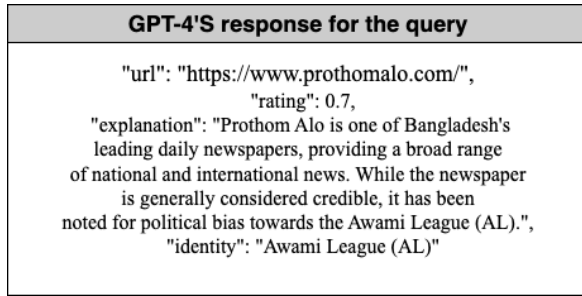 GPT-4'S response for the query
"url": "https://www.prothomalo.com/",
"rating": 0.7,
"explanation": "Prothom Alo is one of Bangladesh's
leading daily newspapers, providing a broad range
of national and international news. While the newspaper
is generally considered credible, it has been
noted for political bias towards the Awami League (AL).",
"identity": "Awami League (AL)"